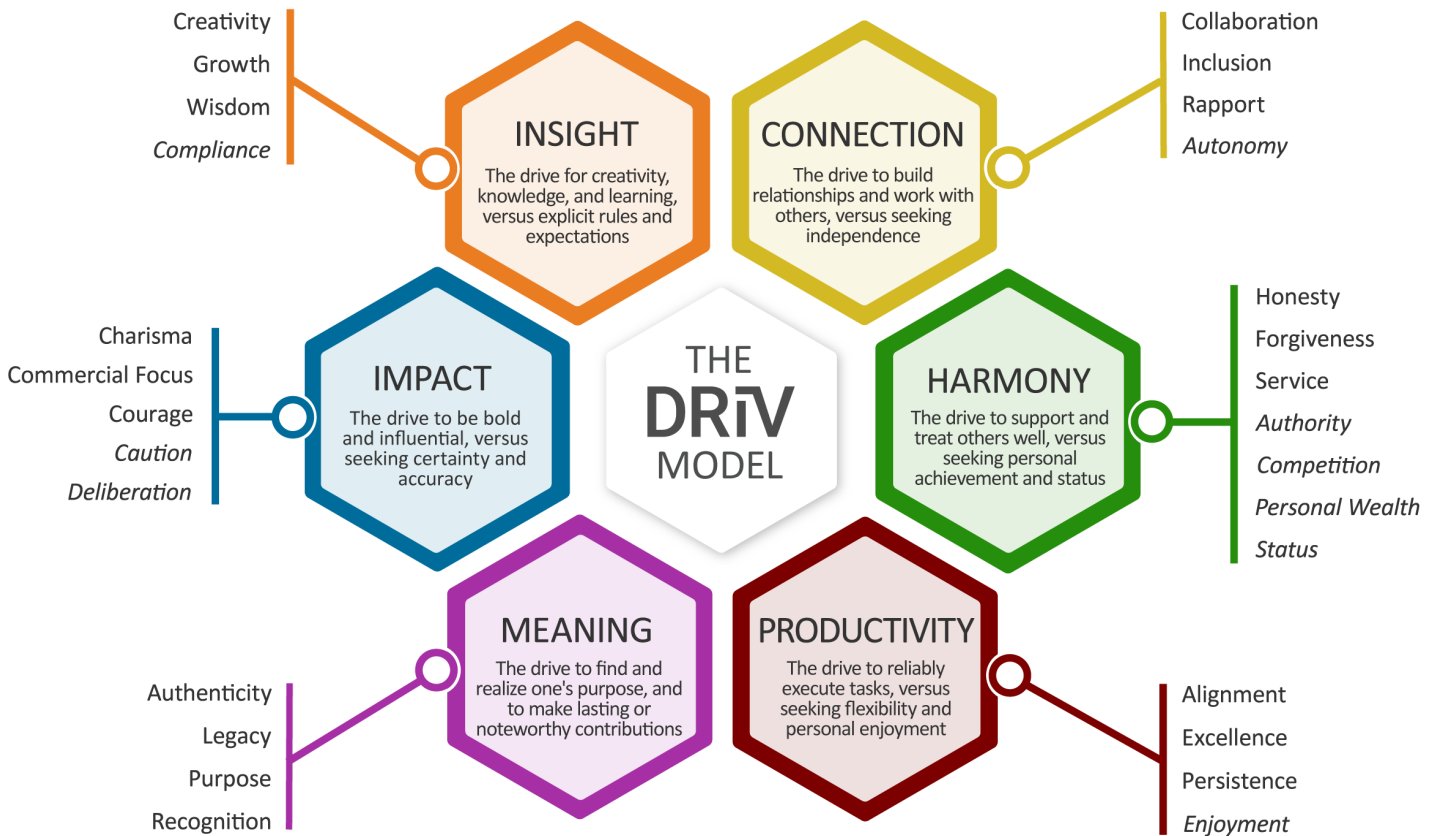 Creativity
Growth
Wisdom
Compliance
INSIGHT
The drive for creativity,
knowledge, and learning,
versus explicit rules and
expectations
CONNECTION
The drive to build
relationships and work with
others, versus seeking
independence
Collaboration
Inclusion
Rapport
Autonomy
Charisma
Commercial Focus
Courage
Caution
Deliberation
IMPACT
The drive to be bold
and influential, versus
seeking certainty and
accuracy
THE
DRiV
MODEL
HARMONY
The drive to support and
treat others well, versus
seeking personal
achievement and status
Honesty
Forgiveness
Service
Authority
Competition
Personal Wealth
Status
Authenticity
Legacy
Purpose
Recognition
MEANING
The drive to find and
realize one's purpose, and
to make lasting or
noteworthy contributions
PRODUCTIVITY
The drive to reliably
execute tasks, versus
seeking flexibility and
personal enjoyment
Alignment
Excellence
Persistence
Enjoyment